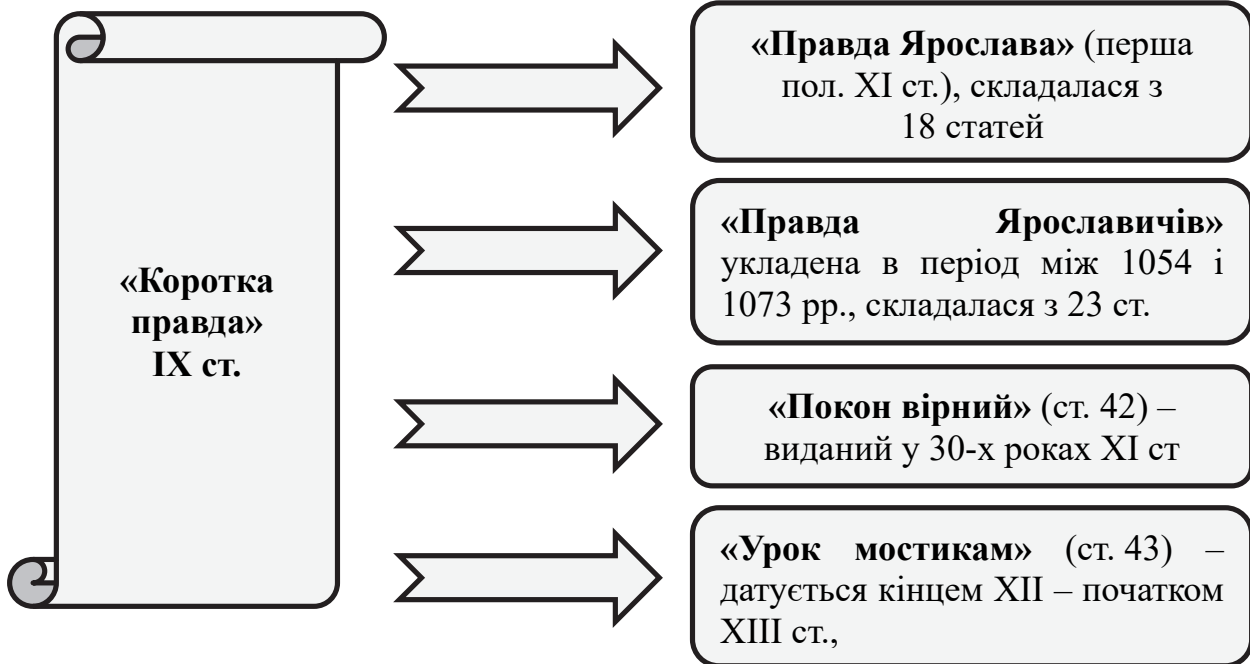 «Коротка
правда»
IX ст.
«Правда Ярослава» (перша
пол. XI ст.), складалася з
18 статей
«Правда Ярославичів»
укладена в період між 1054 і
1073 рр., складалася з 23 ст.
«Покон вірний» (ст. 42) –
виданий у 30-х роках XI ст
«Урок мостикам» (ст. 43) –
датується кінцем XII – початком
XIII ст.,